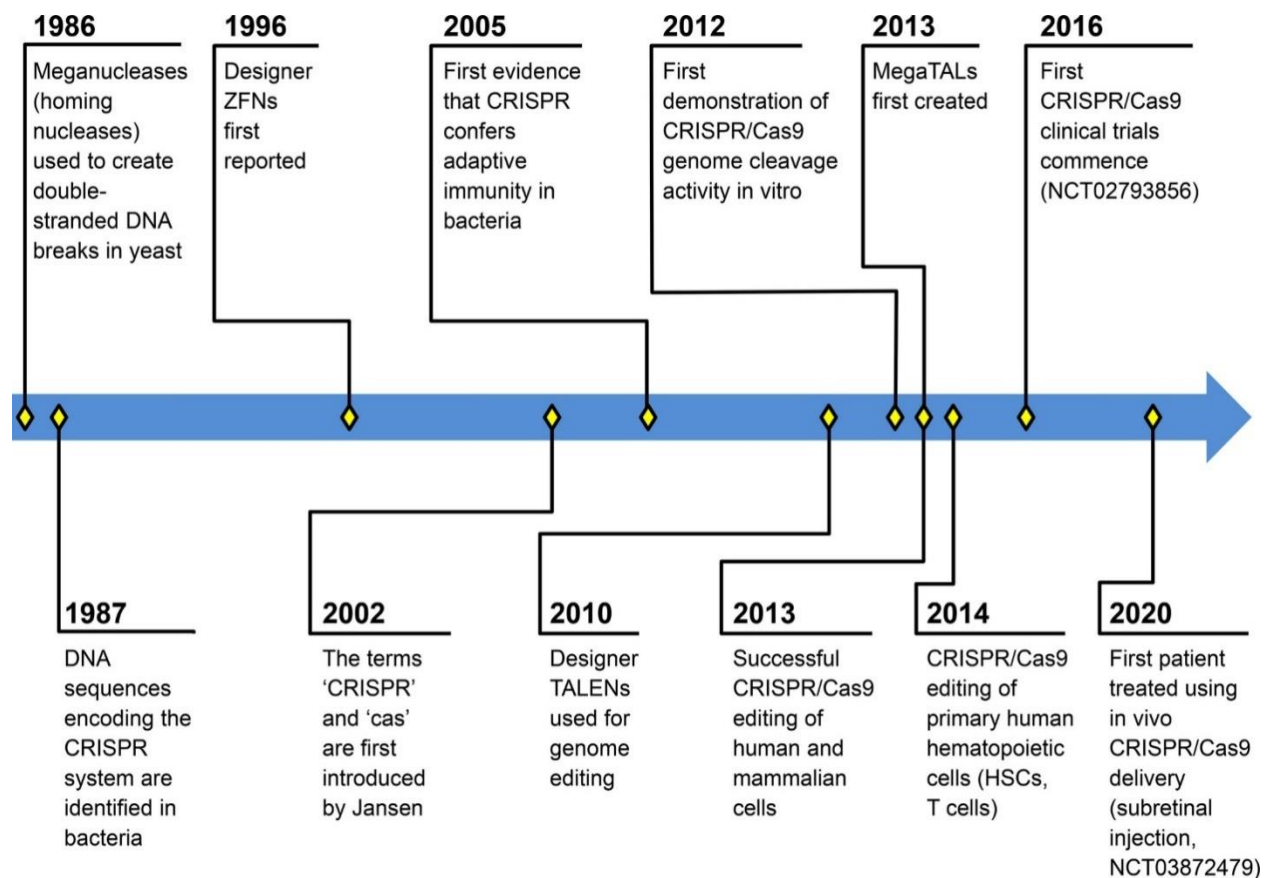 1986
Meganucleases
(homing
nucleases)
used to create
double-
stranded DNA
breaks in yeast
1996
Designer
ZFNs
first
reported
2005
First evidence
that CRISPR
confers
adaptive
immunity in
bacteria
2012
First
demonstration of
CRISPR/Cas9
genome cleavage
activity in vitro
2013
MegaTALs
first created
2016
First
CRISPR/Cas9
clinical trials
commence
(NCT02793856)
1987
DNA
sequences
encoding the
CRISPR
system are
identified in
bacteria
2002
The terms
‘CRISPR’
and ‘cas’
are first
introduced
by Jansen
2010
Designer
TALENs
used for
genome
editing
2013
Successful
CRISPR/Cas9
editing of
human and
mammalian
cells
2014
CRISPR/Cas9
editing of
primary human
hematopoietic
cells (HSCs,
T cells)
2020
First patient
treated using
in vivo
CRISPR/Cas9
delivery
(subretinal
injection,
NCT03872479)